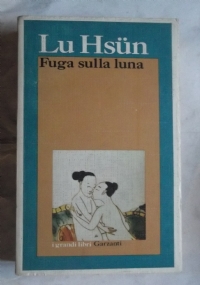 Lu Hsün
Fuga sulla luna
i grandi libri Garzanti